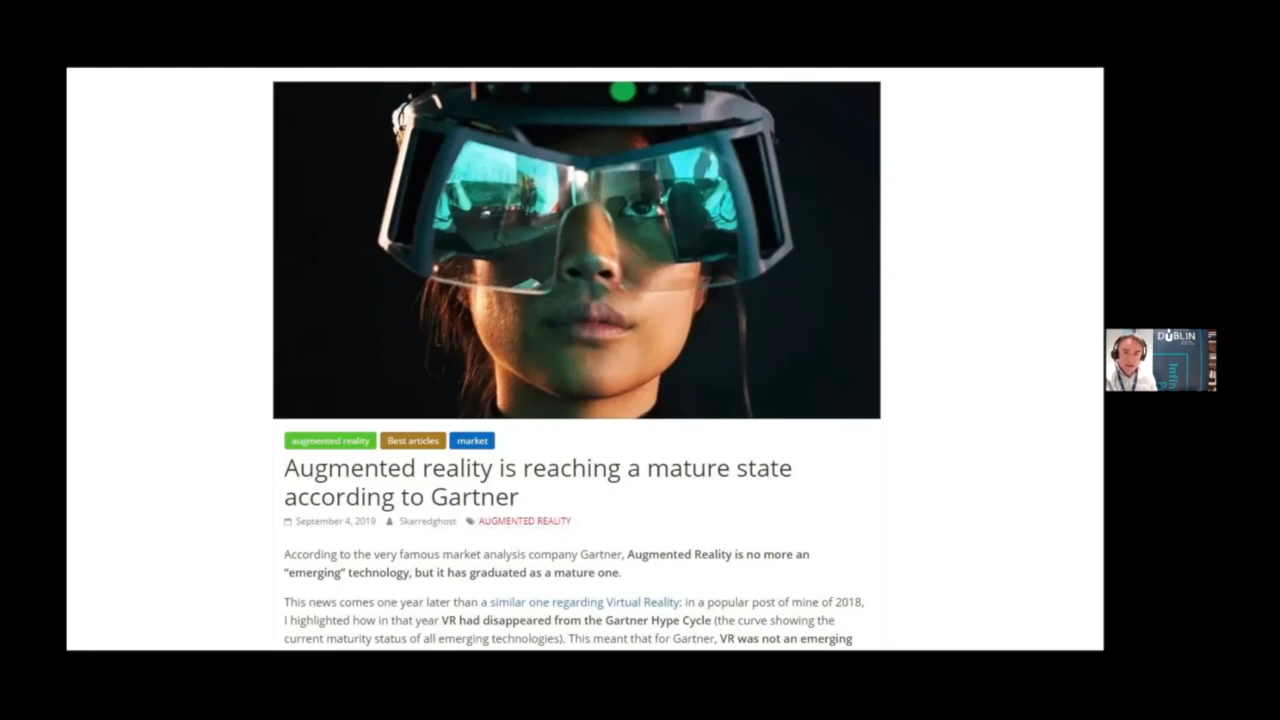 augmented reality Best articles market
Augmented reality is reaching a mature state
according to Gartner
September 4, 2019 Skarredghost AUGMENTED REALITY
According to the very famous market analysis company Gartner, Augmented Reality is no more an
“emerging” technology, but it has graduated as a mature one.
This news comes one year later than a similar one regarding Virtual Reality: in a popular post of mine of 2018,
I highlighted how in that year VR had disappeared from the Gartner Hype Cycle (the curve showing the
current maturity status of all emerging technologies). This meant that for Gartner, VR was not an emerging
DUBLIN